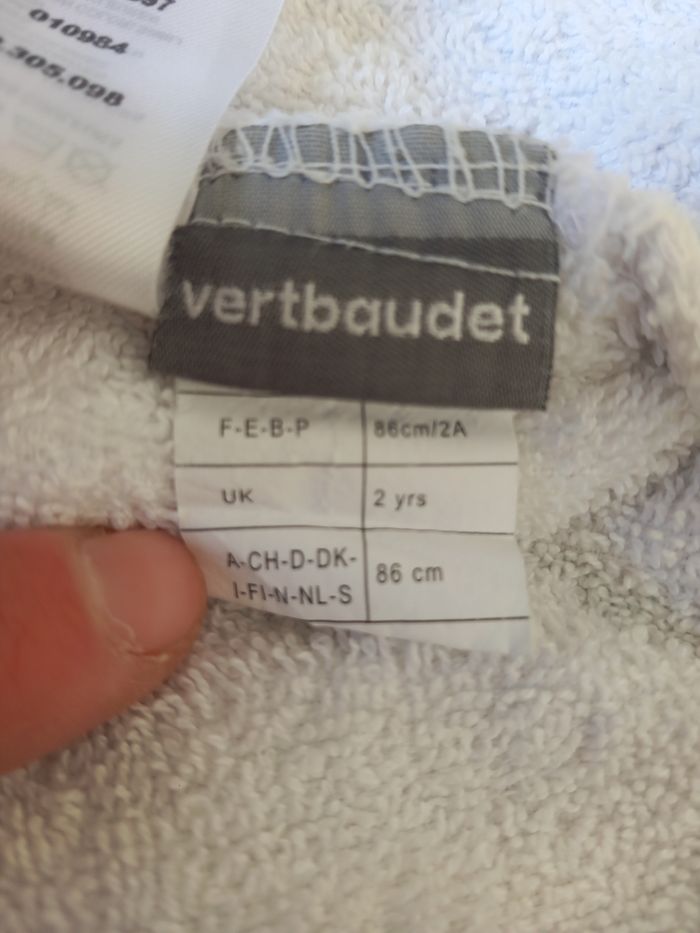 010984
.305.098
vertbaudet
F-E-B-P 86cm/2A
UK 2 yrs
A-CH-D-DK- 86 cm
I-FI-N-NL-S